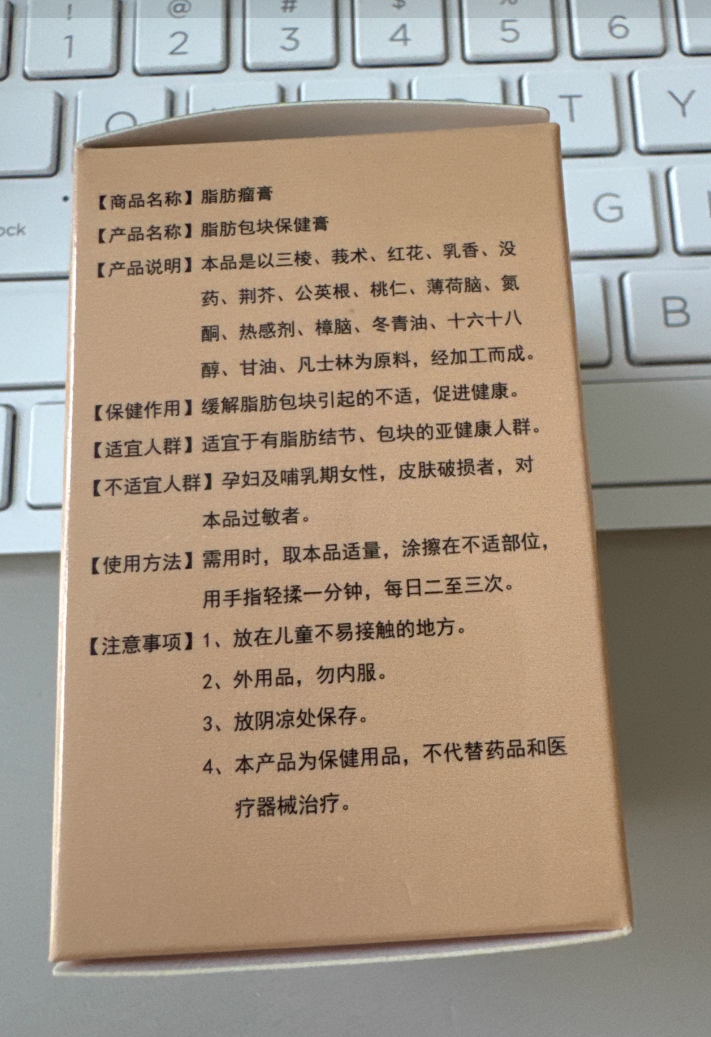 ! @ # $ %
1 2 3 4 5 6
T Y
G
ock
B
【商品名称】脂肪瘤膏
【产品名称】脂肪包块保健膏
【产品说明】本品是以三棱、莪术、红花、乳香、没
药、荆芥、公英根、桃仁、薄荷脑、氮
酮、热感剂、樟脑、冬青油、十六十八
醇、甘油、凡士林为原料，经加工而成。
【保健作用】缓解脂肪包块引起的不适，促进健康。
【适宜人群】适宜于有脂肪结节、包块的亚健康人群。
【不适宜人群】孕妇及哺乳期女性，皮肤破损者，对
本品过敏者。
【使用方法】需用时，取本品适量，涂擦在不适部位，
用手指轻揉一分钟，每日二至三次。
【注意事项】1、放在儿童不易接触的地方。
2、外用品，勿内服。
3、放阴凉处保存。
4、本产品为保健用品，不代替药品和医
疗器械治疗。